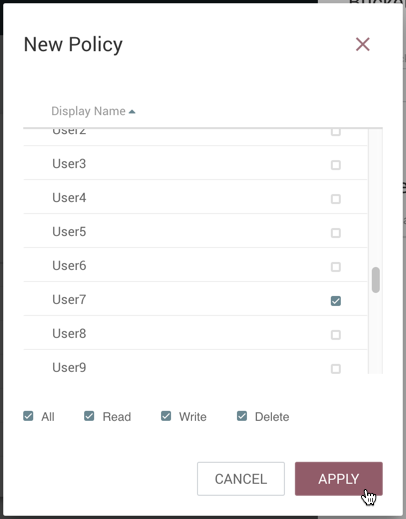 New Policy
Display Name
User2
User3
User4
User5
User6
User7
User8
User9
All Read Write Delete
CANCEL APPLY